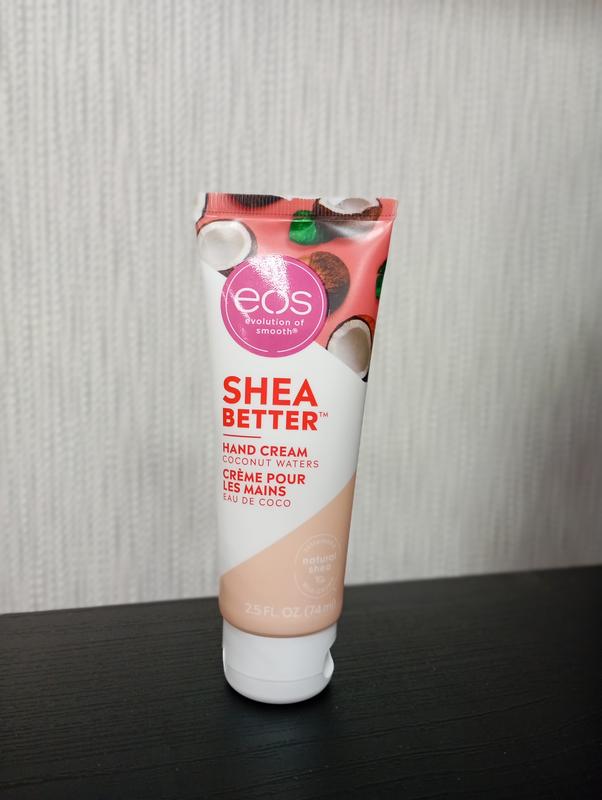 eos
evolution of
smooth®
SHEA
BETTER™
HAND CREAM
COCONUT WATERS
CRÈME POUR
LES MAINS
EAU DE COCO
natural
shea
2.5 FL. OZ. (74 ml)